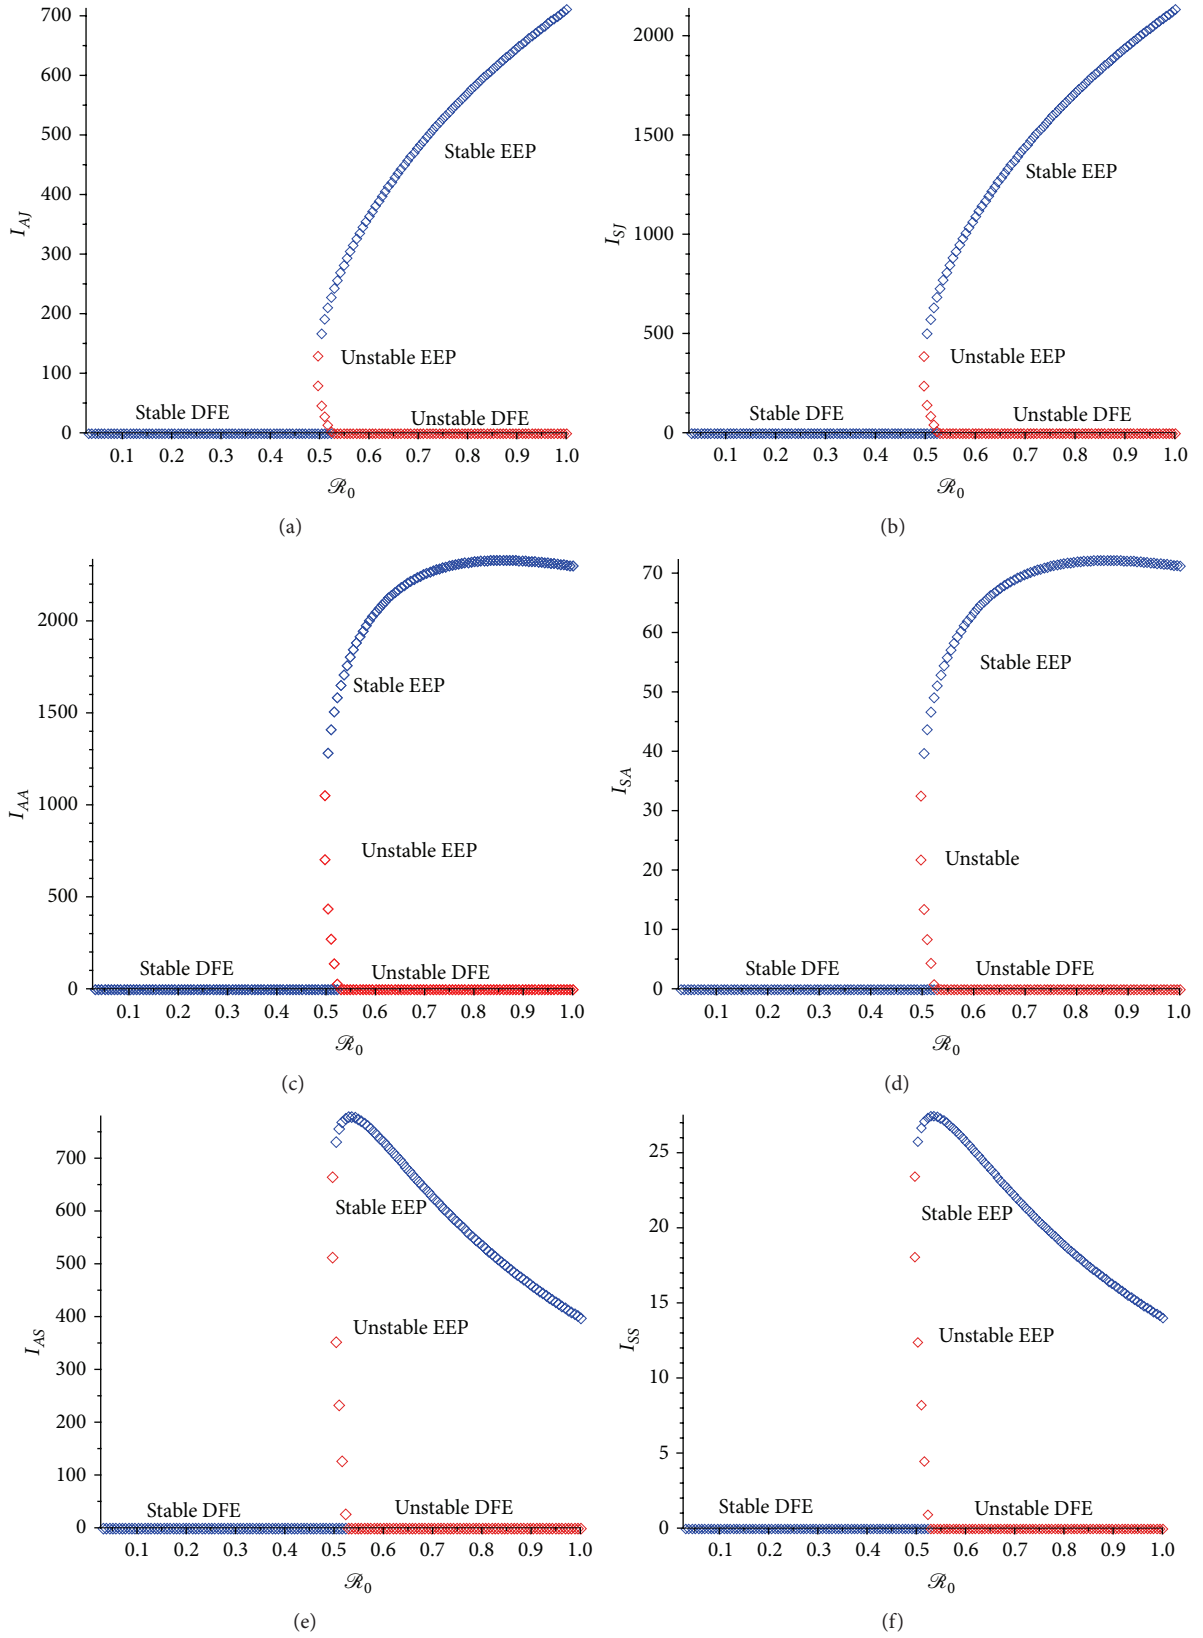 700
600
500
400
300
200
100
0
I_AJ
Stable EEP
Unstable EEP
Stable DFE
Unstable DFE
0.1 0.2 0.3 0.4 0.5 0.6 0.7 0.8 0.9 1.0
ℛ₀
(a)
2000
1500
1000
500
0
I_SJ
Stable EEP
Unstable EEP
Stable DFE
Unstable DFE
0.1 0.2 0.3 0.4 0.5 0.6 0.7 0.8 0.9 1.0
ℛ₀
(b)
2000
1500
1000
500
0
I_AA
Stable EEP
Unstable EEP
Stable DFE
Unstable DFE
0.1 0.2 0.3 0.4 0.5 0.6 0.7 0.8 0.9 1.0
ℛ₀
(c)
70
60
50
40
30
20
10
0
I_SA
Stable EEP
Unstable
Stable DFE
Unstable DFE
0.1 0.2 0.3 0.4 0.5 0.6 0.7 0.8 0.9 1.0
ℛ₀
(d)
700
600
500
400
300
200
100
0
I_AS
Stable EEP
Unstable EEP
Stable DFE
Unstable DFE
0.1 0.2 0.3 0.4 0.5 0.6 0.7 0.8 0.9 1.0
ℛ₀
(e)
25
20
15
10
5
0
I_SS
Stable EEP
Unstable EEP
Stable DFE
Unstable DFE
0.1 0.2 0.3 0.4 0.5 0.6 0.7 0.8 0.9 1.0
ℛ₀
(f)